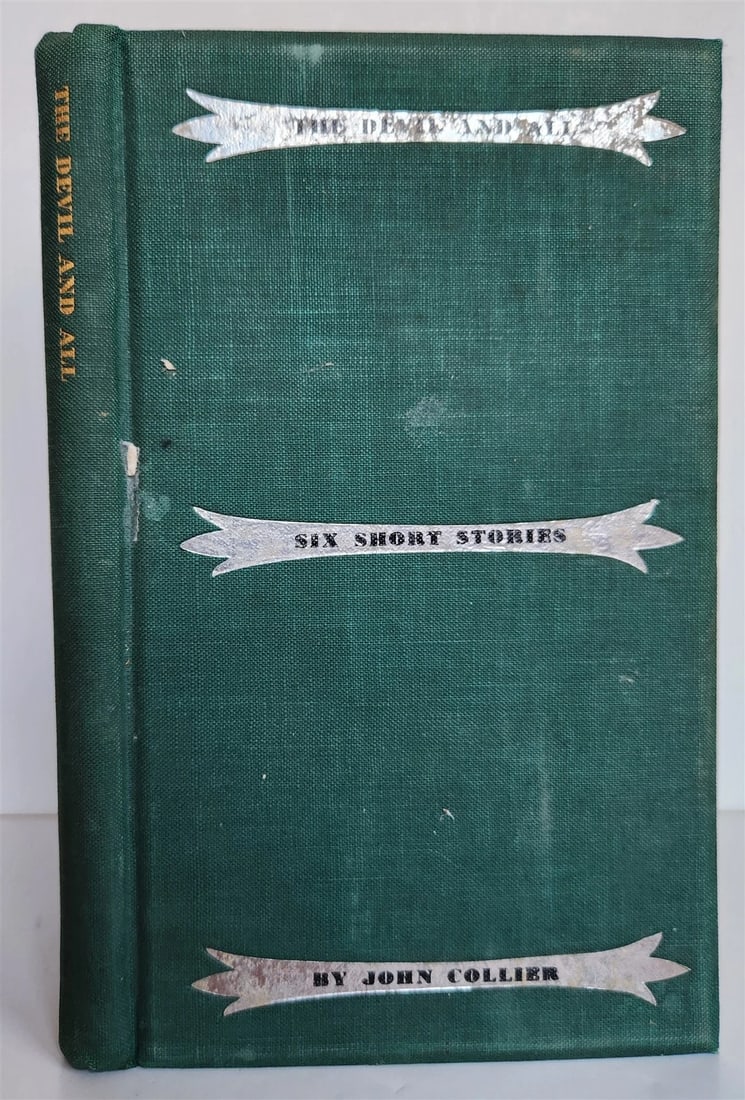 THE DEVIL AND ALL
THE DEVIL AND ALL
SIX SHORT STORIES
BY JOHN COLLIER